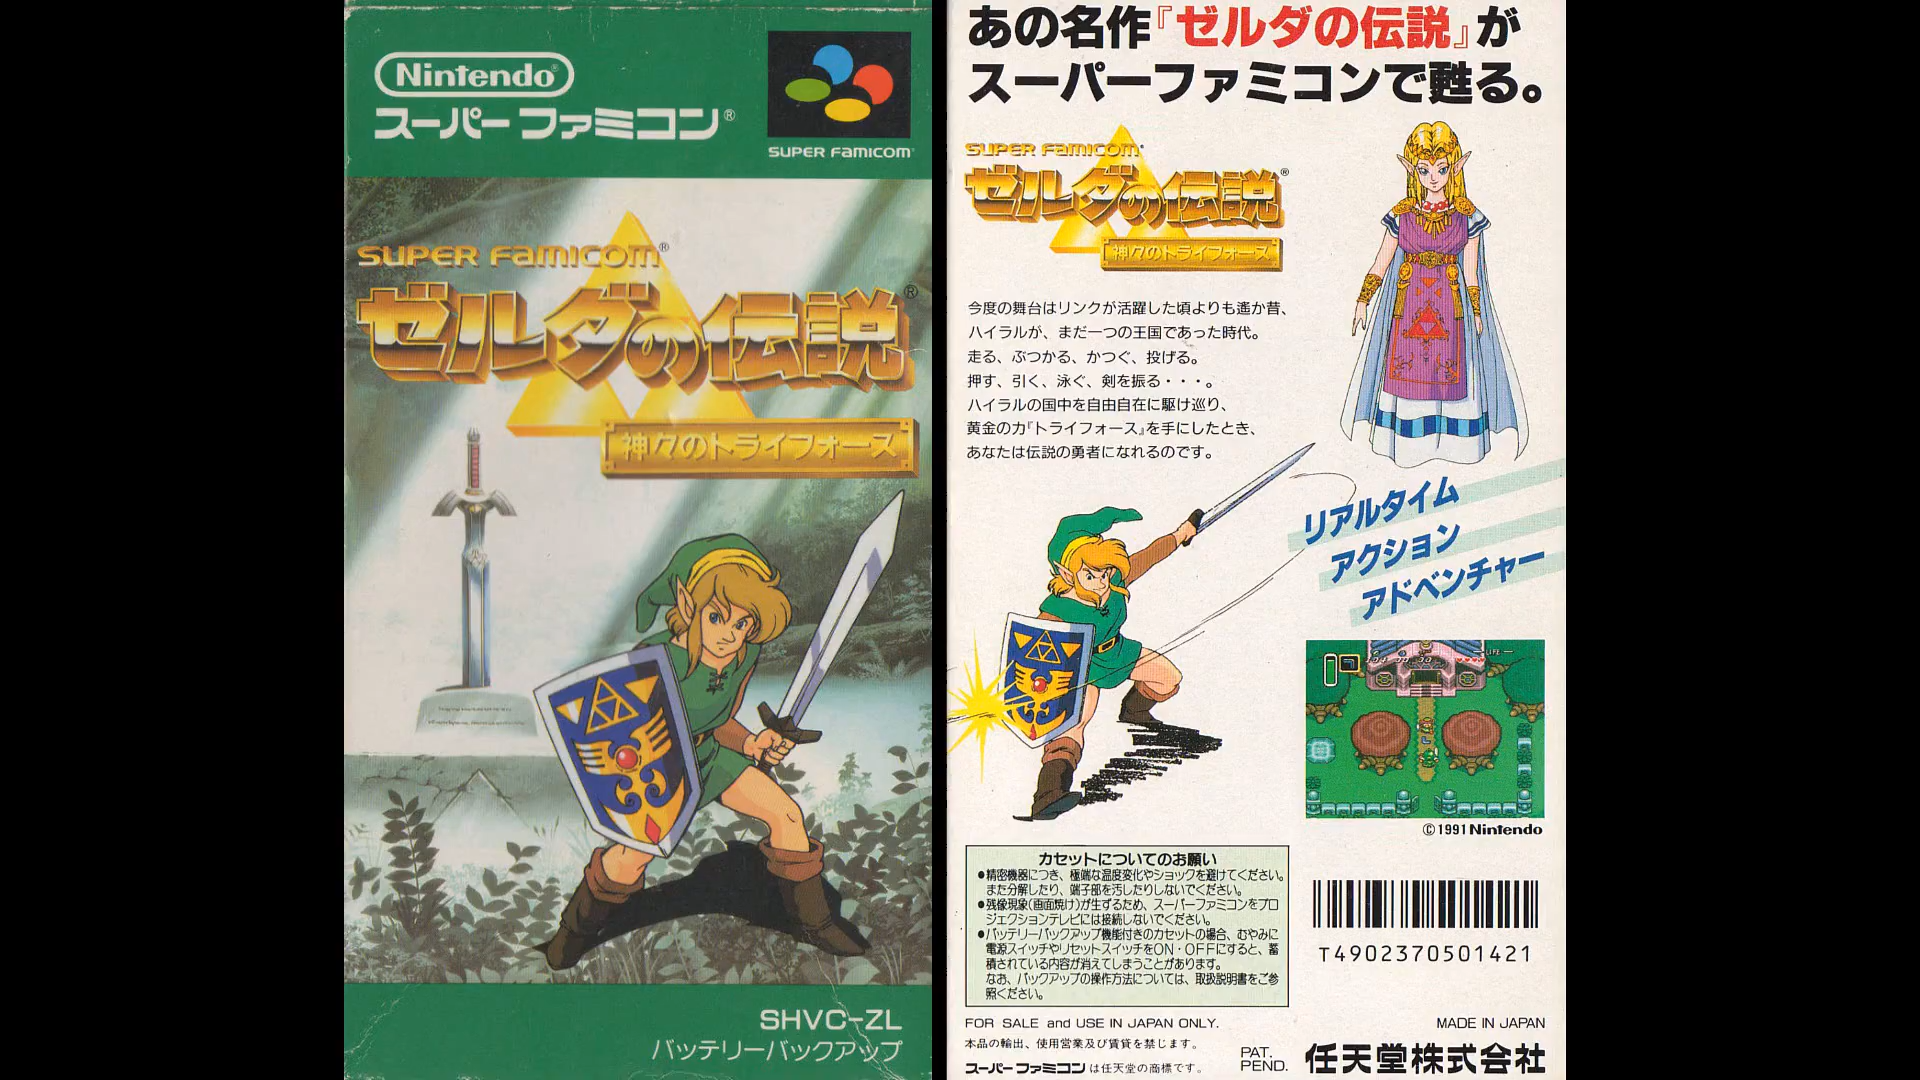 Nintendo®
スーパーファミコン®
SUPER FAMICOM
SUPER FAMICOM®
ゼルダの伝説®
神々のトライフォース
SHVC-ZL
バッテリーバックアップ
あの名作『ゼルダの伝説』が
スーパーファミコンで甦る。
SUPER FAMICOM®
ゼルダの伝説®
神々のトライフォース
今度の舞台はリンクが活躍した頃よりも遙か昔、
ハイラルが、まだ一つの王国であった時代。
走る、ぶつかる、かつぐ、投げる。
押す、引く、泳ぐ、剣を振る・・・。
ハイラルの国中を自由自在に駆け巡り、
黄金の力『トライフォース』を手にしたとき、
あなたは伝説の勇者になれるのです。
リアルタイム
アクション
アドベンチャー
LIFE
©1991 Nintendo
カセットについてのお願い
●精密機器につき、極端な温度変化やショックを避けてください。
また分解したり、端子部を汚したりしないでください。
●残像現象(画面焼け)が生ずるため、スーパーファミコンをプロ
ジェクションテレビには接続しないでください。
●バッテリーバックアップ機能付きのカセットの場合、むやみに
電源スイッチやリセットスイッチをON・OFFにすると、蓄
積されている内容が消えてしまうことがあります。
なお、バックアップの操作方法については、取扱説明書をご参
照ください。
T4902370501421
FOR SALE and USE IN JAPAN ONLY.
本品の輸出、使用営業及び賃貸を禁じます。
スーパーファミコンは任天堂の商標です。
PAT.
PEND.
MADE IN JAPAN
任天堂株式会社